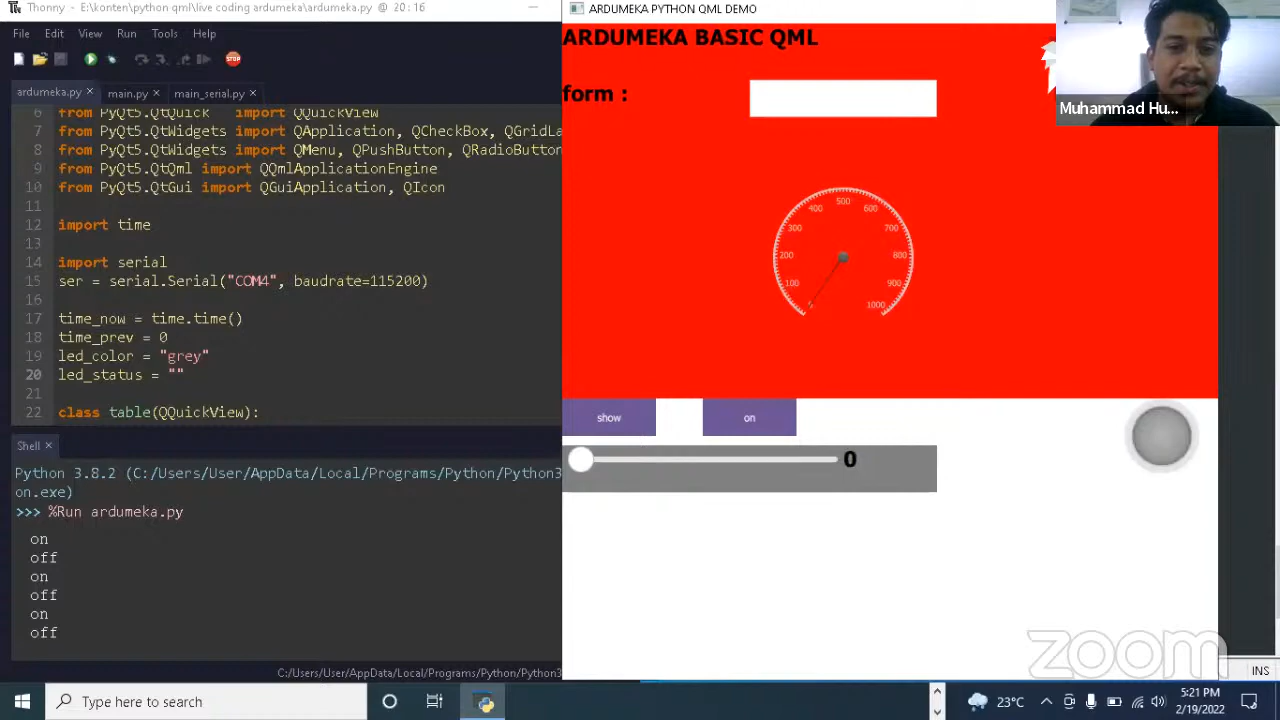 Thonny - E:\konten\python qml\live coding ardumeka\ardumeka.py @ 20:16
File Edit View Run Tools Help
STOP
ardumeka.py × main.py × main_serial.py ×
6 from PyQt5.QtQuick import QQuickView
7 from PyQt5.QtWidgets import QApplication, QCheckBox, QGridLa
8 from PyQt5.QtWidgets import QMenu, QPushButton, QRadioButton
9 from PyQt5.QtQml import QQmlApplicationEngine
10 from PyQt5.QtGui import QGuiApplication, QIcon
11
12 import time
13
14 import serial
15 ser = serial.Serial("COM4", baudrate=115200)
16
17 time_now = time.time()
18 time_prev = 0
19 led_color = "grey"
20 led_status = ""
21
22 class table(QQuickView):
Shell ×
Python 3.8.2 (C:/Users/User/AppData/Local/Programs/Python/Python3
on.exe)
>>> %Run ardumeka.py
on
off
on
off
on
off
C:/Users/User/AppData/Local/Programs/Python/Python3
ARDUMEKA PYTHON QML DEMO
ARDUMEKA BASIC QML
form :
0
100
200
300
400
500
600
700
800
900
1000
show on
0
Muhammad Hu...
zoom
INS
Type here to search
23°C
5:21 PM
2/19/2022